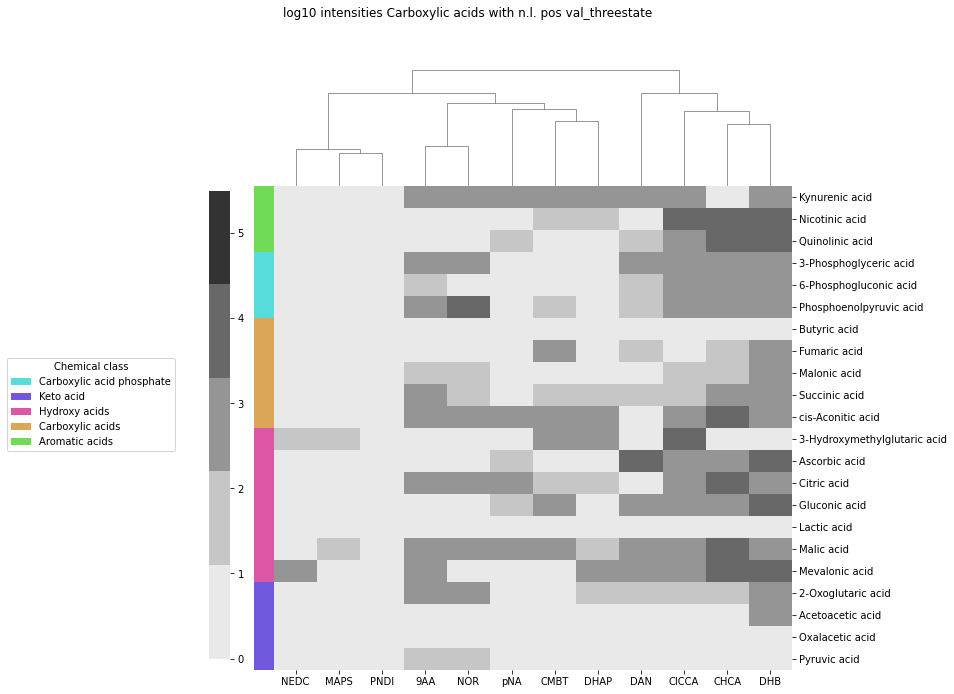 log10 intensities Carboxylic acids with n.l. pos val_threestate
Chemical class
Carboxylic acid phosphate
Keto acid
Hydroxy acids
Carboxylic acids
Aromatic acids
5
4
3
2
1
0
Kynurenic acid
Nicotinic acid
Quinolinic acid
3-Phosphoglyceric acid
6-Phosphogluconic acid
Phosphoenolpyruvic acid
Butyric acid
Fumaric acid
Malonic acid
Succinic acid
cis-Aconitic acid
3-Hydroxymethylglutaric acid
Ascorbic acid
Citric acid
Gluconic acid
Lactic acid
Malic acid
Mevalonic acid
2-Oxoglutaric acid
Acetoacetic acid
Oxalacetic acid
Pyruvic acid
NEDC MAPS PNDI 9AA NOR pNA CMBT DHAP DAN ClCCA CHCA DHB